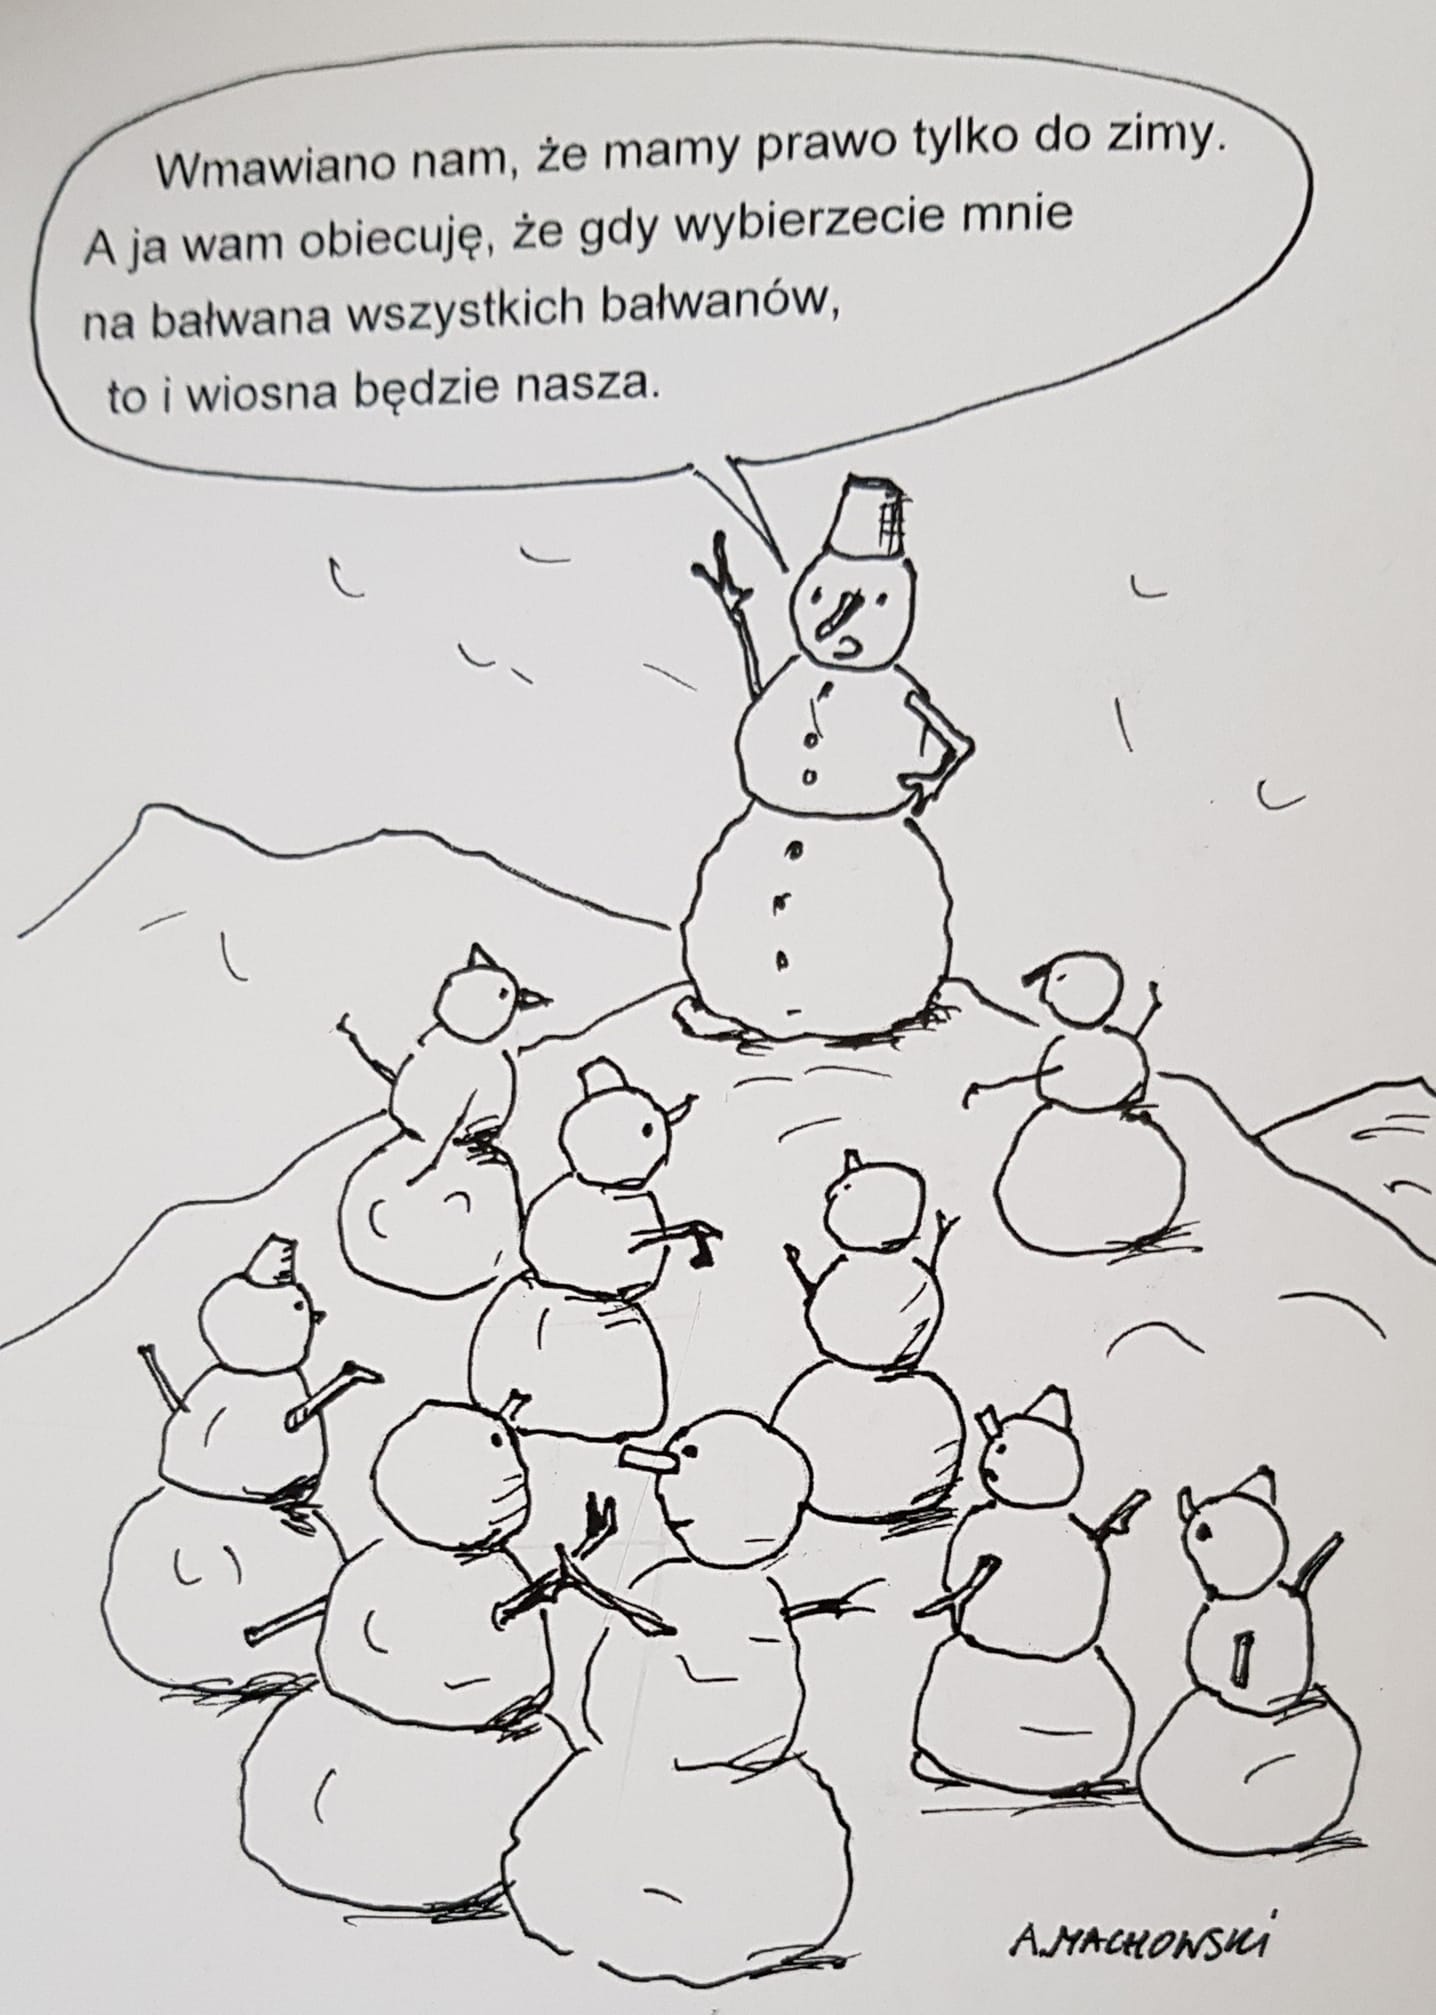 Wmawiano nam, że mamy prawo tylko do zimy.
A ja wam obiecuję, że gdy wybierzecie mnie
na bałwana wszystkich bałwanów,
to i wiosna będzie nasza.
A.MACHOWSKI